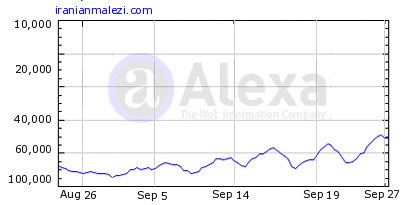 iranianmalezi.com
10,000
20,000
40,000
60,000
100,000
a Alexa
The Web Information Company
Aug 26 Sep 5 Sep 14 Sep 19 Sep 27